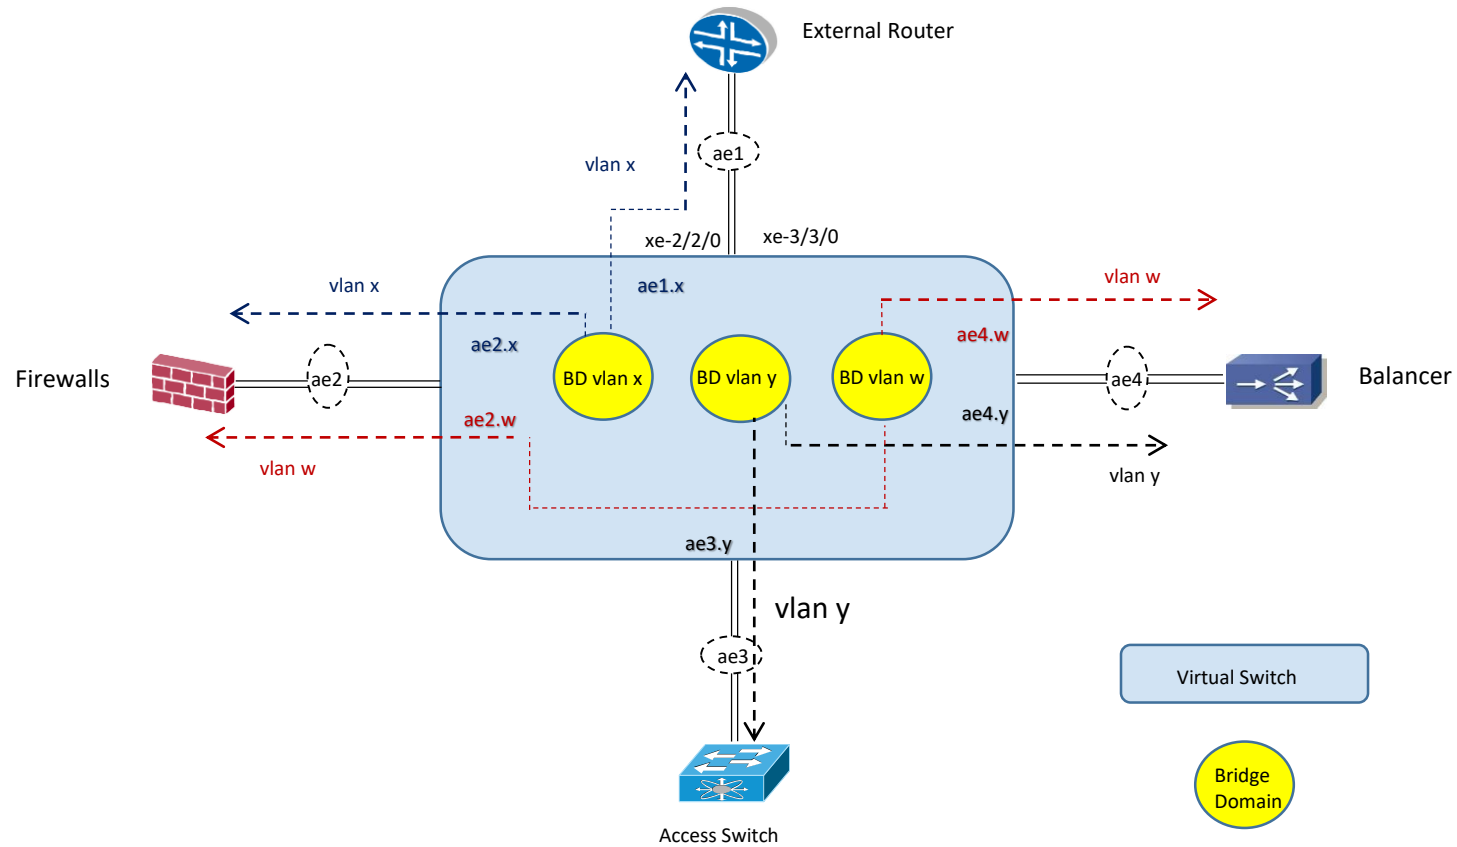 External Router
ae1
vlan x
xe-2/2/0
xe-3/3/0
vlan x
ae1.x
vlan w
ae2.x
ae4.w
Firewalls
ae2
BD vlan x
BD vlan y
BD vlan w
ae4
Balancer
ae2.w
ae4.y
vlan w
vlan y
ae3.y
vlan y
ae3
Virtual Switch
Bridge
Domain
Access Switch